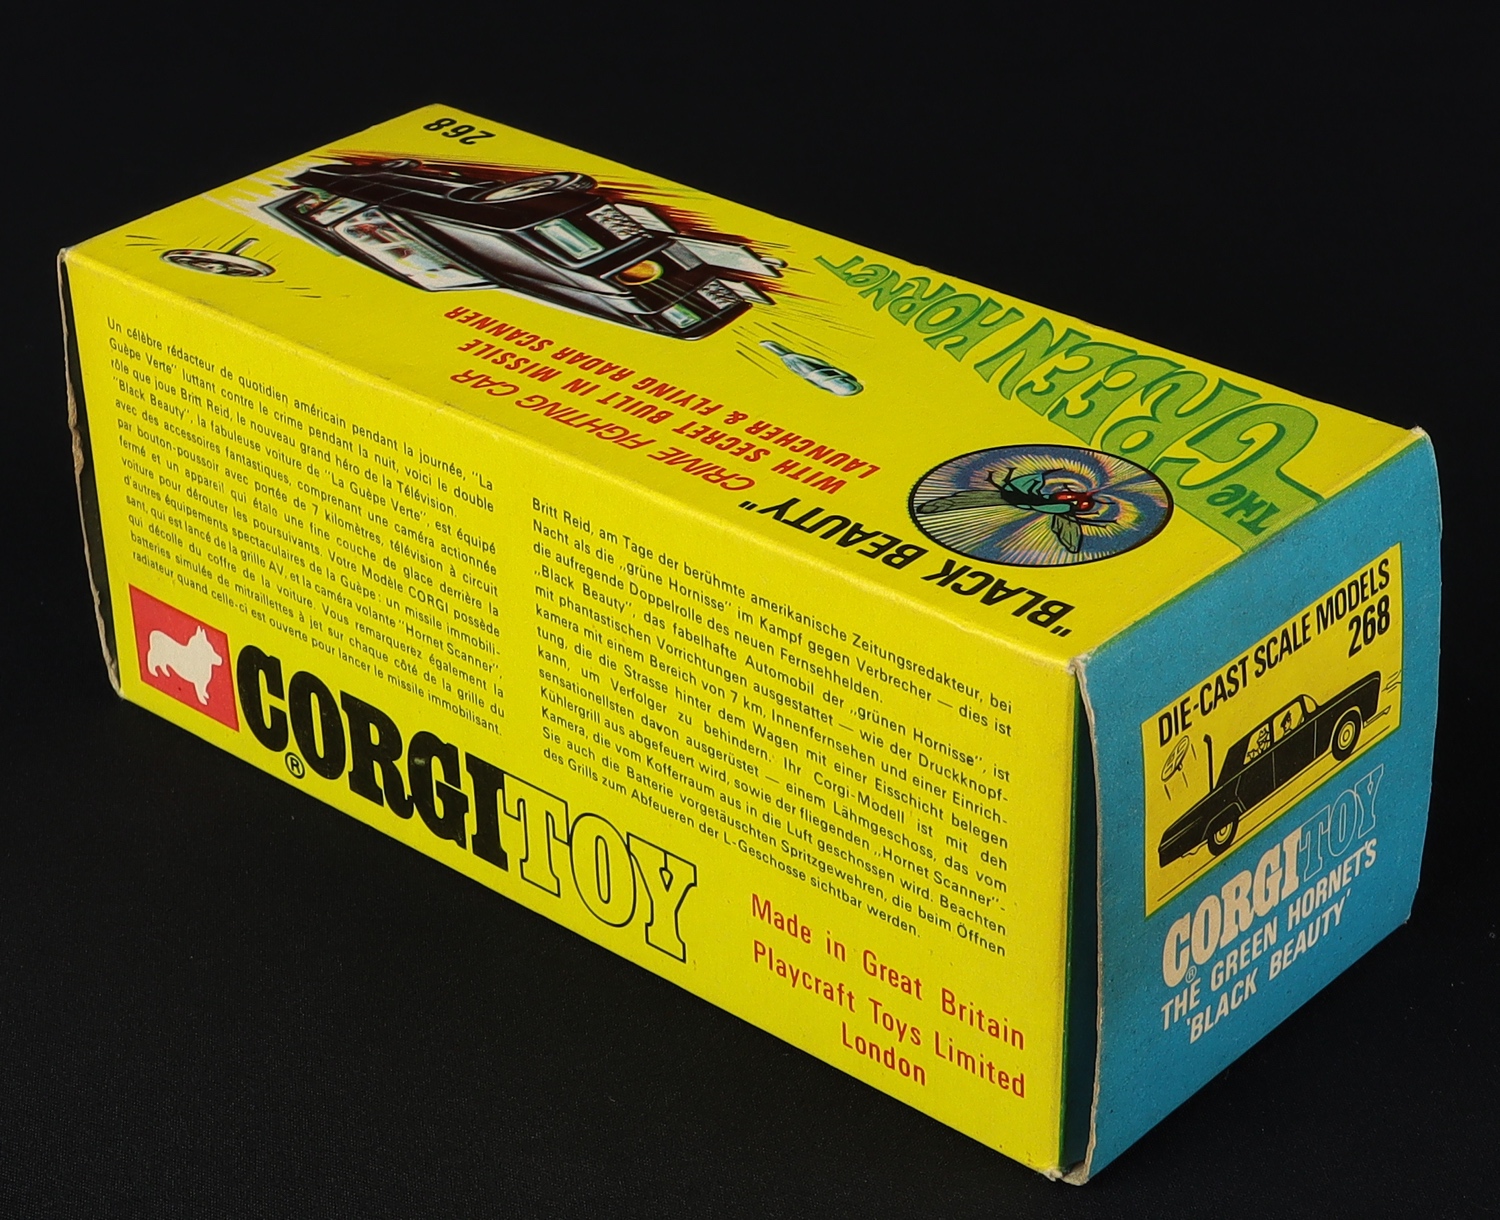 268
THE
GREEN HORNET
"BLACK BEAUTY"
CRIME FIGHTING CAR
WITH SECRET BUILT IN MISSILE
LAUNCHER & FLYING RADAR SCANNER
Un célèbre rédacteur de quotidien américain pendant la journée, "La
Guèpe Verte" luttant contre le crime pendant la nuit, voici le double
rôle que joue Britt Reid, le nouveau grand héro de la Télévision.
"Black Beauty", la fabuleuse voiture de "La Guèpe Verte", est équipé
avec des accessoires fantastiques, comprenant une caméra actionnée
par bouton-poussoir avec portée de 7 kilomètres, télévision à circuit
fermé et un appareil qui étale une fine couche de glace derrière la
voiture pour dérouter les poursuivants. Votre Modèle CORGI possède
d'autres équipements spectaculaires de la Guèpe: un missile immobili-
sant, qui est lancé de la grille AV, et la caméra volante "Hornet Scanner",
qui décolle du coffre de la voiture. Vous remarquerez également la
batteries simulée de mitraillettes à jet sur chaque côté de la grille du
radiateur, quand celle-ci est ouverte pour lancer le missile immobilisant.
Britt Reid, am Tage der berühmte amerikanische Zeitungsredakteur, bei
Nacht als die „grüne Hornisse" im Kampf gegen Verbrecher — dies ist
die aufregende Doppelrolle des neuen Fernsehhelden.
„Black Beauty", das fabelhafte Automobil der „grünen Hornisse", ist
mit phantastischen Vorrichtungen ausgestattet — wie der Druckknopf-
kamera mit einem Bereich von 7 km, Innenfernsehen und einer Einrich-
tung, die die Strasse hinter dem Wagen mit einer Eisschicht belegen
kann, um Verfolger zu behindern. Ihr Corgi-Modell ist mit den
sensationellsten davon ausgerüstet — einem Lähmgeschoss, das vom
Kühlergrill aus abgefeuert wird, sowie der fliegenden „Hornet Scanner"-
Kamera, die vom Kofferraum aus in die Luft geschossen wird. Beachten
Sie auch die Batterie vorgetäuschten Spritzgewehren, die beim Öffnen
des Grills zum Abfeueren der L-Geschosse sichtbar werden.
CORGITOY
®
Made in Great Britain
Playcraft Toys Limited
London
DIE-CAST SCALE MODELS
268
CORGITOY
®
THE GREEN HORNET'S
'BLACK BEAUTY'